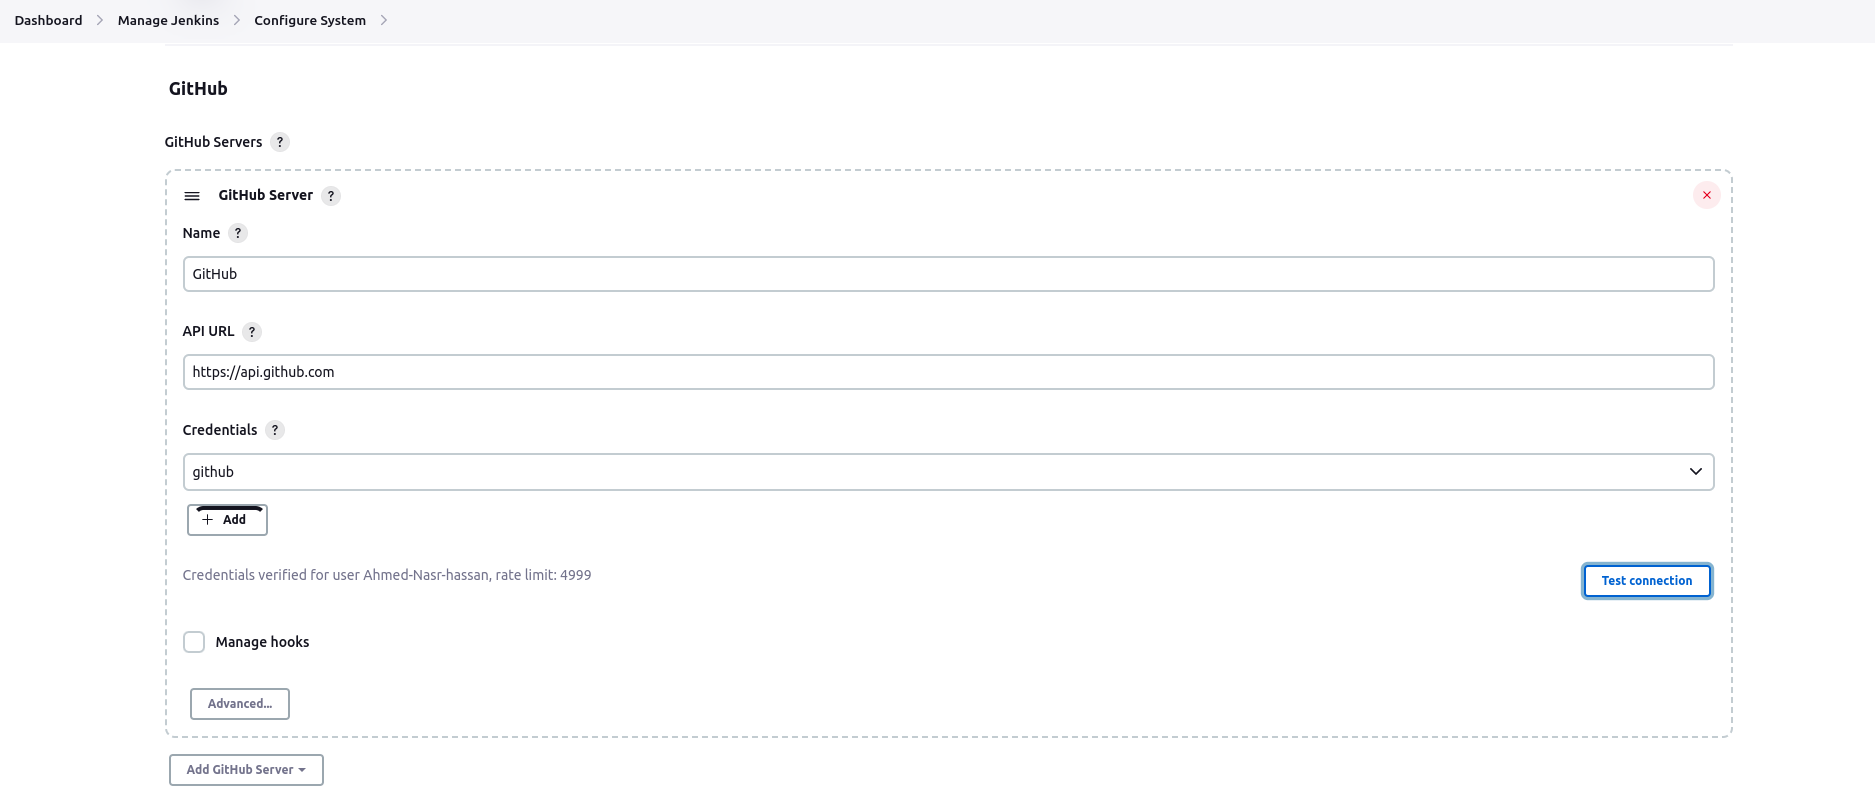 Dashboard > Manage Jenkins > Configure System >
GitHub
GitHub Servers ?
GitHub Server ?
Name ?
GitHub
API URL ?
https://api.github.com
Credentials ?
github
+ Add
Credentials verified for user Ahmed-Nasr-hassan, rate limit: 4999
Test connection
Manage hooks
Advanced...
Add GitHub Server